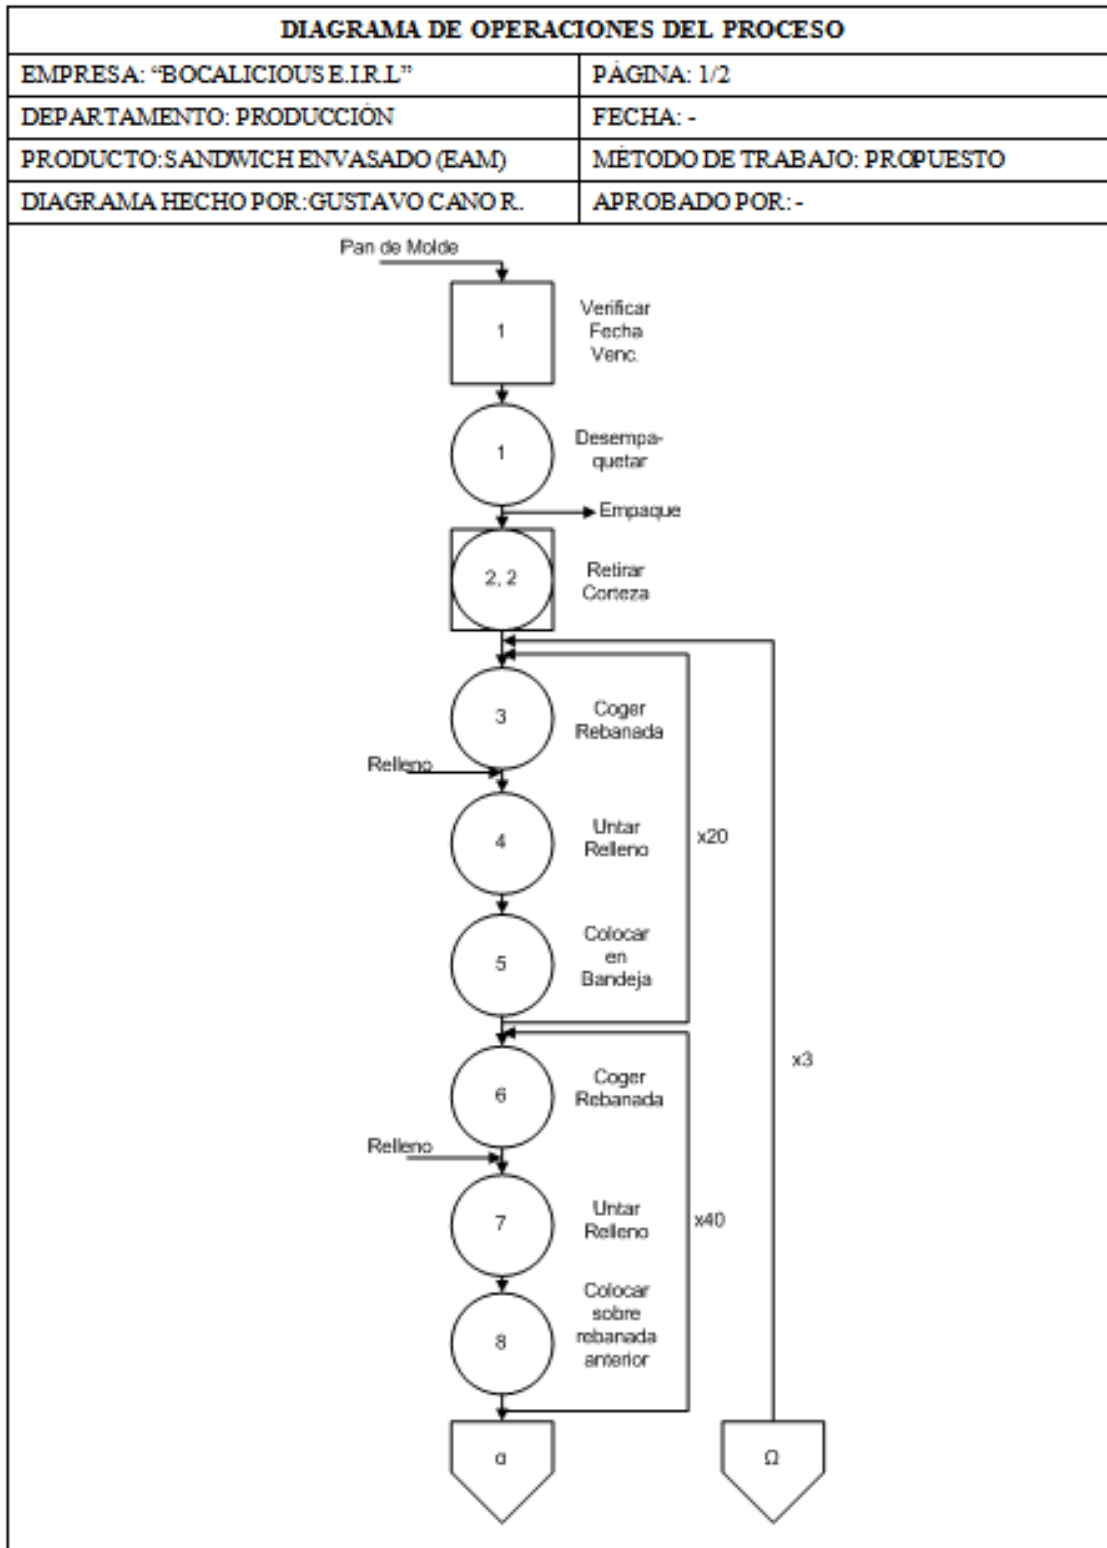 DIAGRAMA DE OPERACIONES DEL PROCESO
EMPRESA: “BOCALICIOUS E.I.R.L”
PÁGINA: 1/2
DEPARTAMENTO: PRODUCCIÓN
FECHA: -
PRODUCTO: SANDWICH ENVASADO (EAM)
MÉTODO DE TRABAJO: PROPUESTO
DIAGRAMA HECHO POR: GUSTAVO CANO R.
APROBADO POR: -
Pan de Molde
1
Verificar
Fecha
Venc.
1
Desempa-
quetar
Empaque
2, 2
Retirar
Corteza
3
Coger
Rebanada
Relleno
4
Untar
Relleno
x20
5
Colocar
en
Bandeja
6
Coger
Rebanada
x3
Relleno
7
Untar
Relleno
x40
8
Colocar
sobre
rebanada
anterior
α
Ω